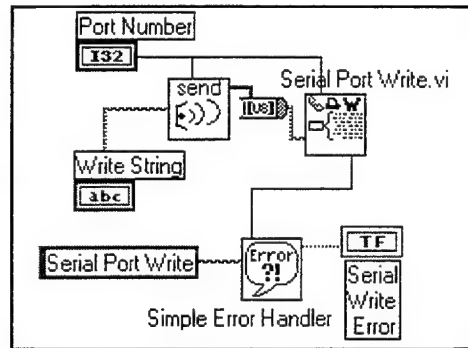 Port Number
I32
send
Serial Port Write.vi
[U8]
W
Write String
abc
Serial Port Write
Error
?!
TF
Simple Error Handler
Serial
Write
Error